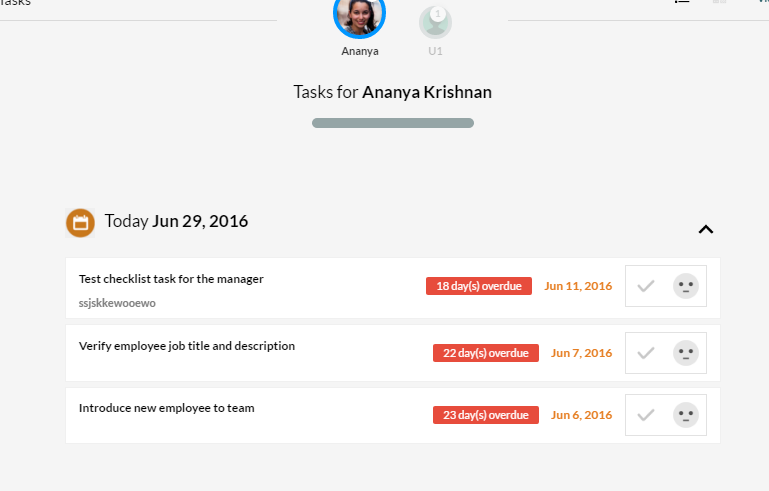 Tasks
1
Ananya
U1
Tasks for Ananya Krishnan
Today Jun 29, 2016
Test checklist task for the manager
18 day(s) overdue
Jun 11, 2016
ssjskkewooewo
Verify employee job title and description
22 day(s) overdue
Jun 7, 2016
Introduce new employee to team
23 day(s) overdue
Jun 6, 2016